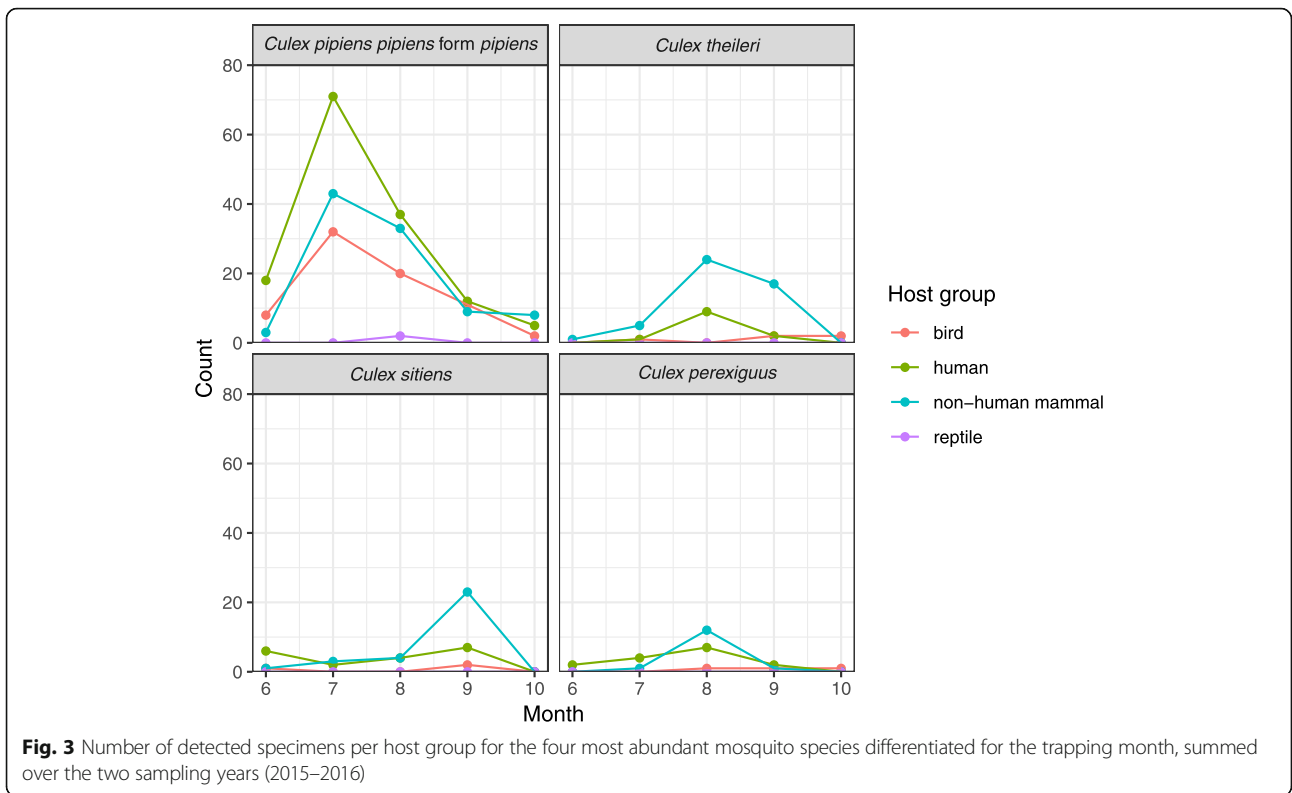 Culex pipiens pipiens form pipiens
Culex theileri
80
60
40
20
0
Culex sitiens
Culex perexiguus
80
60
40
20
0
6 7 8 9 10
6 7 8 9 10
Count
Month
Host group
bird
human
non−human mammal
reptile
Fig. 3 Number of detected specimens per host group for the four most abundant mosquito species differentiated for the trapping month, summed
over the two sampling years (2015–2016)